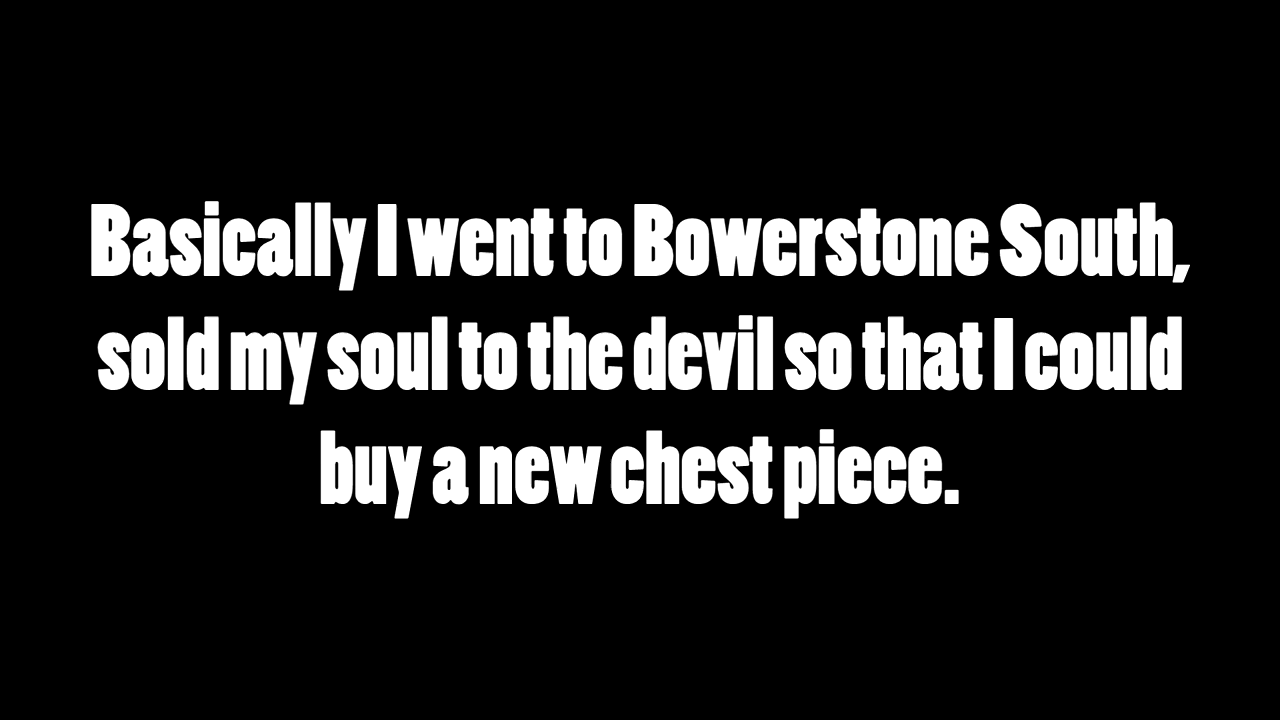 Basically I went to Bowerstone South,
sold my soul to the devil so that I could
buy a new chest piece.